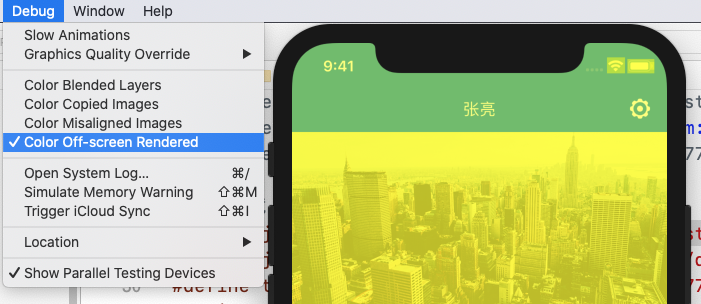 Debug Window Help
Slow Animations
Graphics Quality Override ▶
Color Blended Layers
Color Copied Images
Color Misaligned Images
✓ Color Off-screen Rendered
Open System Log... ⌘/
Simulate Memory Warning ⇧⌘M
Trigger iCloud Sync ⇧⌘I
Location ▶
✓ Show Parallel Testing Devices
9:41
张亮
#define